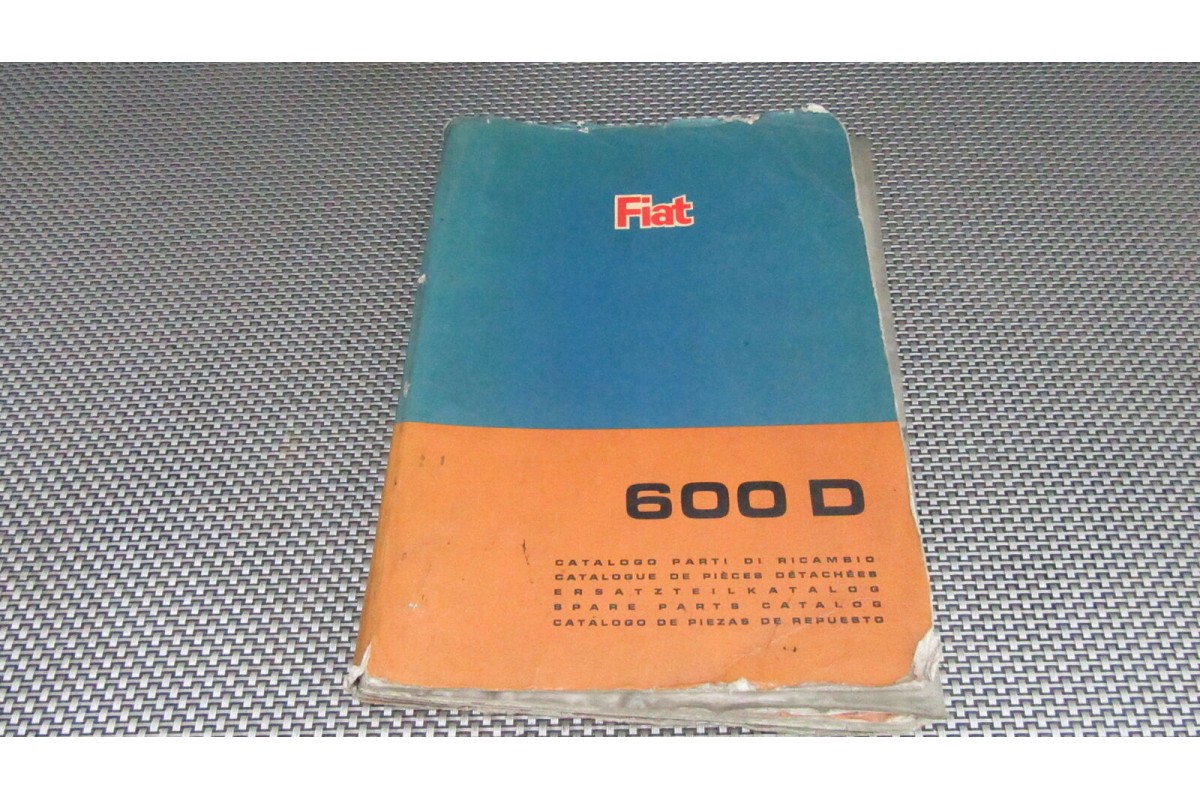 Fiat
600 D
CATALOGO PARTI DI RICAMBIO
CATALOGUE DE PIÈCES DÉTACHÉES
ERSATZTEILKATALOG
SPARE PARTS CATALOG
CATÁLOGO DE PIEZAS DE REPUESTO